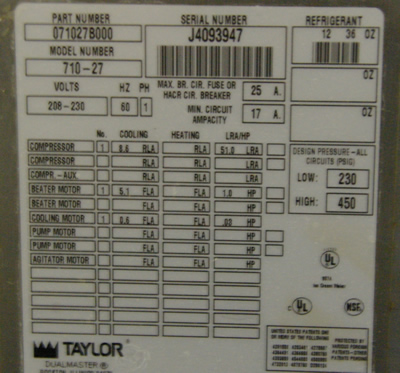 PART NUMBER SERIAL NUMBER REFRIGERANT
071027B000 J4093947 12 36 OZ
MODEL NUMBER
710-27 OZ
VOLTS HZ PH MAX. BR. CIR. FUSE OR HACR CIR. BREAKER 25 A.
208-230 60 1 MIN. CIRCUIT AMPACITY 17 A. OZ
No. COOLING HEATING LRA/HP
COMPRESSOR 1 8.6 RLA RLA 51.0 LRA
COMPRESSOR RLA RLA LRA
COMPR.-AUX. RLA RLA LRA
BEATER MOTOR 1 5.1 FLA FLA 1.0 HP
BEATER MOTOR FLA FLA HP
COOLING MOTOR 1 0.6 FLA FLA HP
PUMP MOTOR FLA FLA HP
PUMP MOTOR FLA FLA HP
AGITATOR MOTOR FLA FLA HP
DESIGN PRESSURE-ALL
CIRCUITS (PSIG)
LOW: 230
HIGH: 450
UL
UL NSF
TAYLOR
DUALMASTER ®